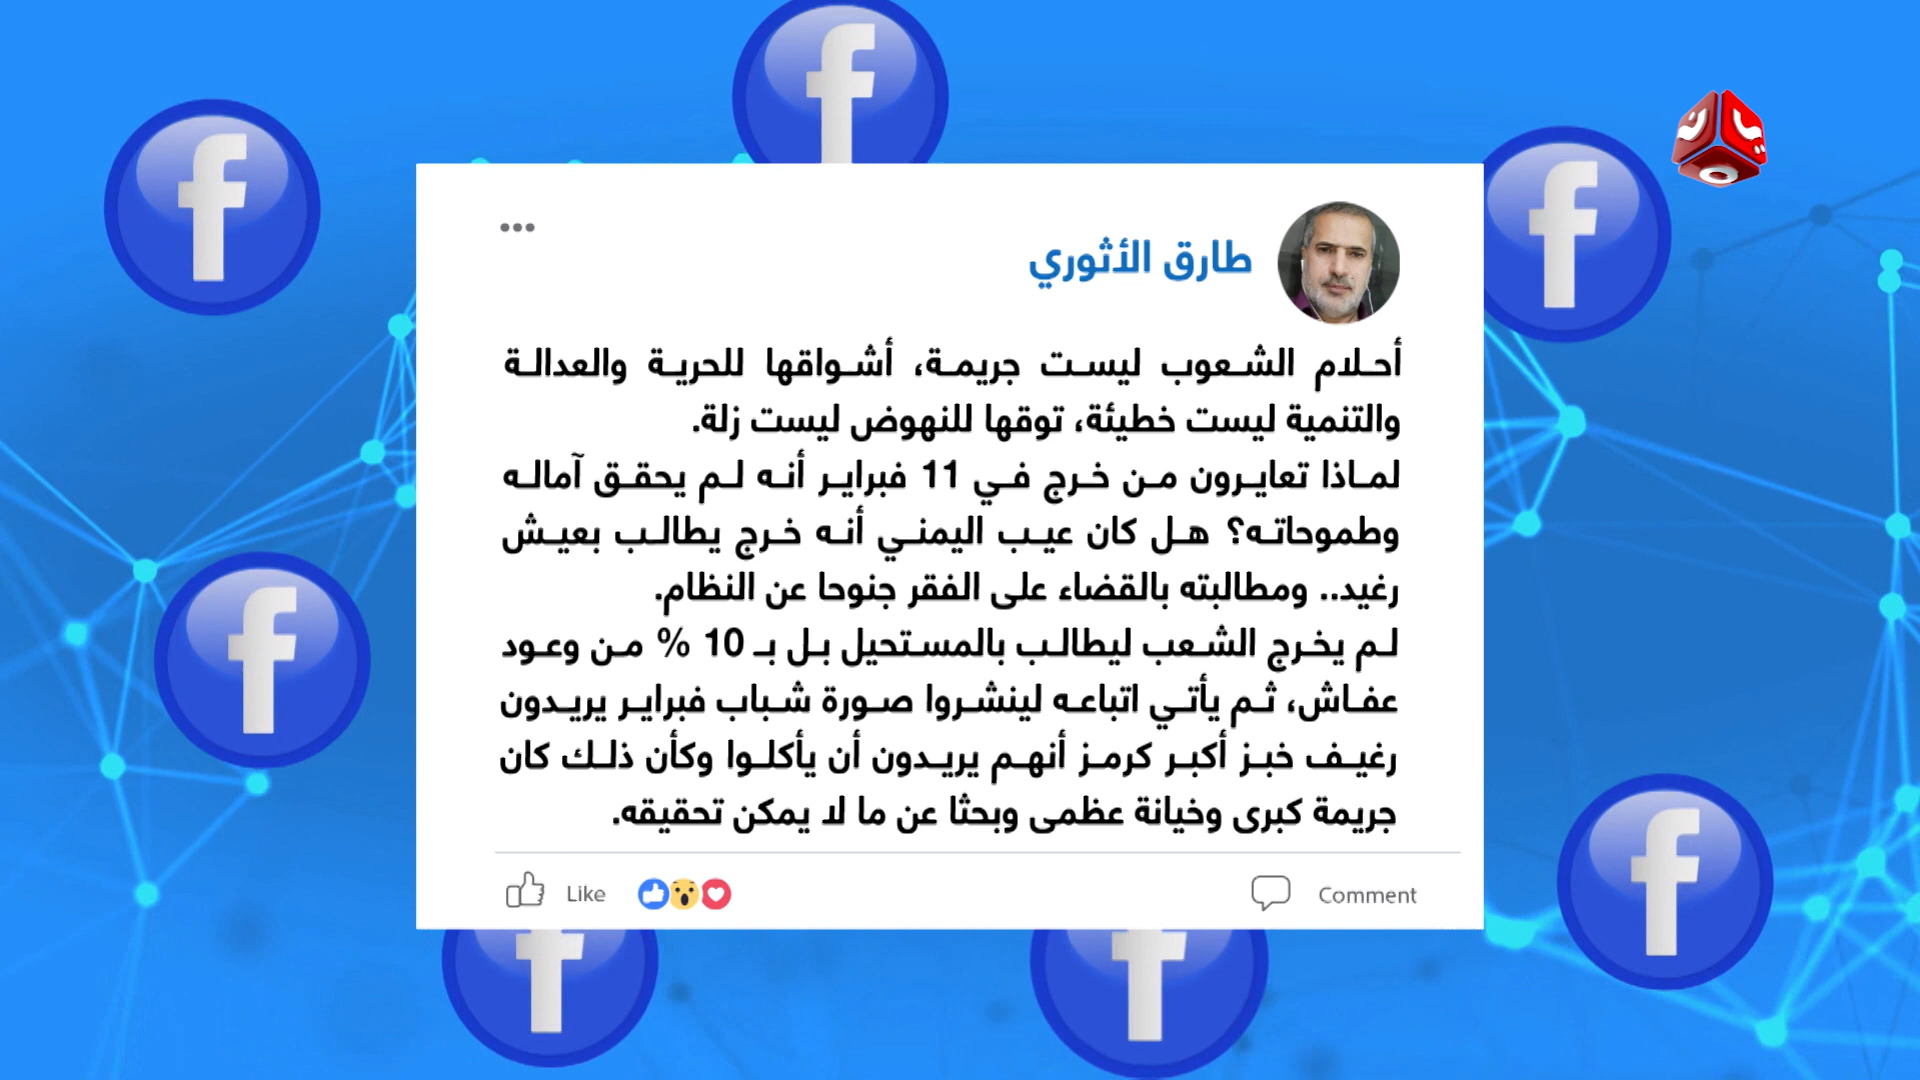 طارق الأثوري
أحلام الشعوب ليست جريمة، أشواقها للحرية والعدالة
والتنمية ليست خطيئة، توقها للنهوض ليست زلة.
لماذا تعايرون من خرج في 11 فبراير أنه لم يحقق آماله
وطموحاته؟ هل كان عيب اليمني أنه خرج يطالب بعيش
رغيد.. ومطالبته بالقضاء على الفقر جنوحا عن النظام.
لم يخرج الشعب ليطالب بالمستحيل بل بـ 10 % من وعود
عفاش، ثم يأتي اتباعه لينشروا صورة شباب فبراير يريدون
رغيف خبز أكبر كرمز أنهم يريدون أن يأكلوا وكأن ذلك كان
جريمة كبرى وخيانة عظمى وبحثا عن ما لا يمكن تحقيقه.
Like
Comment